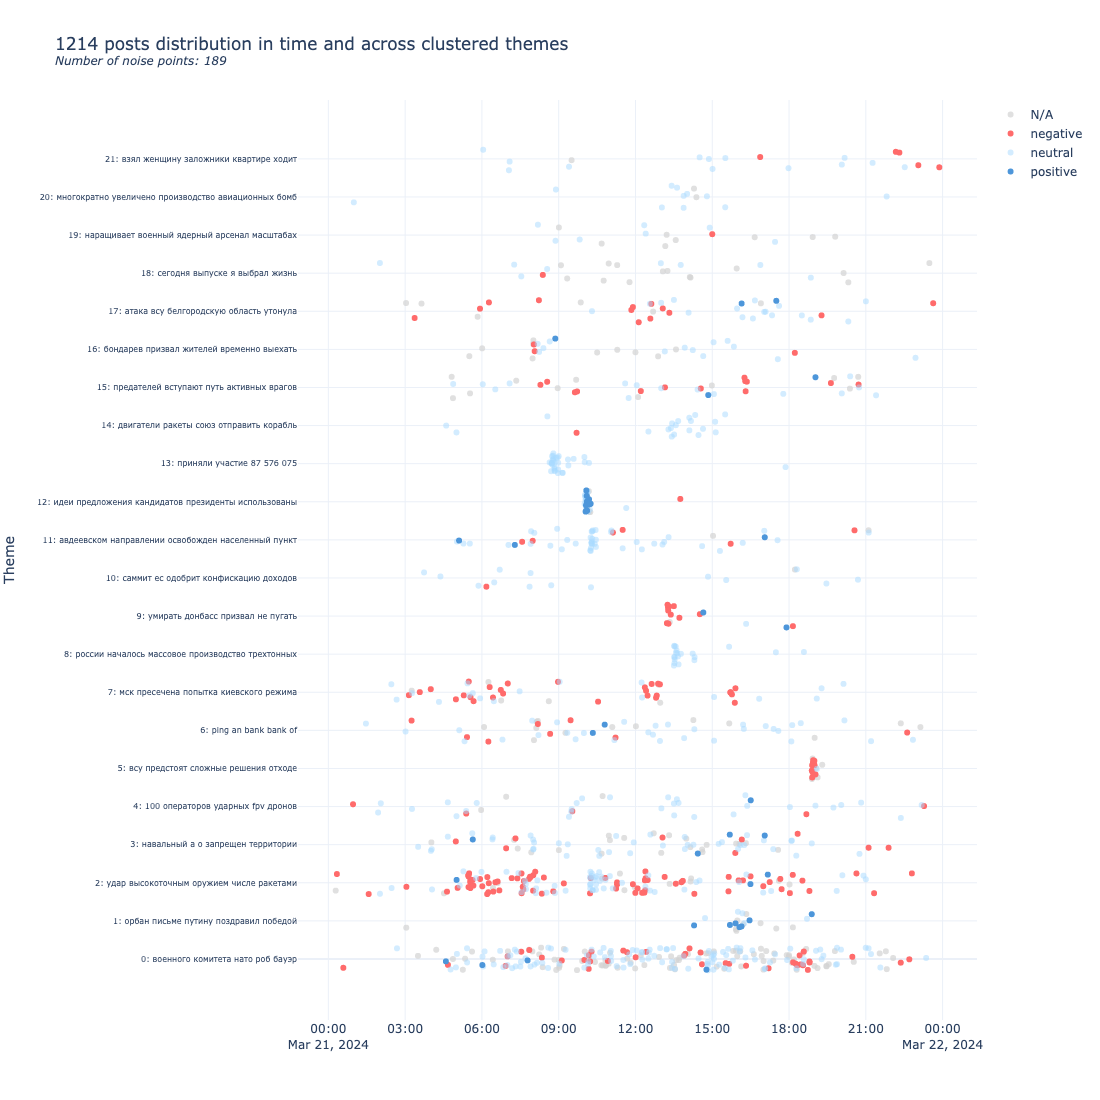 1214 posts distribution in time and across clustered themes
Number of noise points: 189
N/A
negative
neutral
positive
Theme
21: взял женщину заложники квартире ходит
20: многократно увеличено производство авиационных бомб
19: наращивает военный ядерный арсенал масштабах
18: сегодня выпуске я выбрал жизнь
17: атака всу белгородскую область утонула
16: бондарев призвал жителей временно выехать
15: предателей вступают путь активных врагов
14: двигатели ракеты союз отправить корабль
13: приняли участие 87 576 075
12: идеи предложения кандидатов президенты использованы
11: авдеевском направлении освобожден населенный пункт
10: саммит ес одобрит конфискацию доходов
9: умирать донбасс призвал не пугать
8: россии началось массовое производство трехтонных
7: мск пресечена попытка киевского режима
6: ping an bank bank of
5: всу предстоят сложные решения отходе
4: 100 операторов ударных fpv дронов
3: навальный а о запрещен территории
2: удар высокоточным оружием числе ракетами
1: орбан письме путину поздравил победой
0: военного комитета нато роб бауэр
00:00 03:00 06:00 09:00 12:00 15:00 18:00 21:00 00:00
Mar 21, 2024 Mar 22, 2024